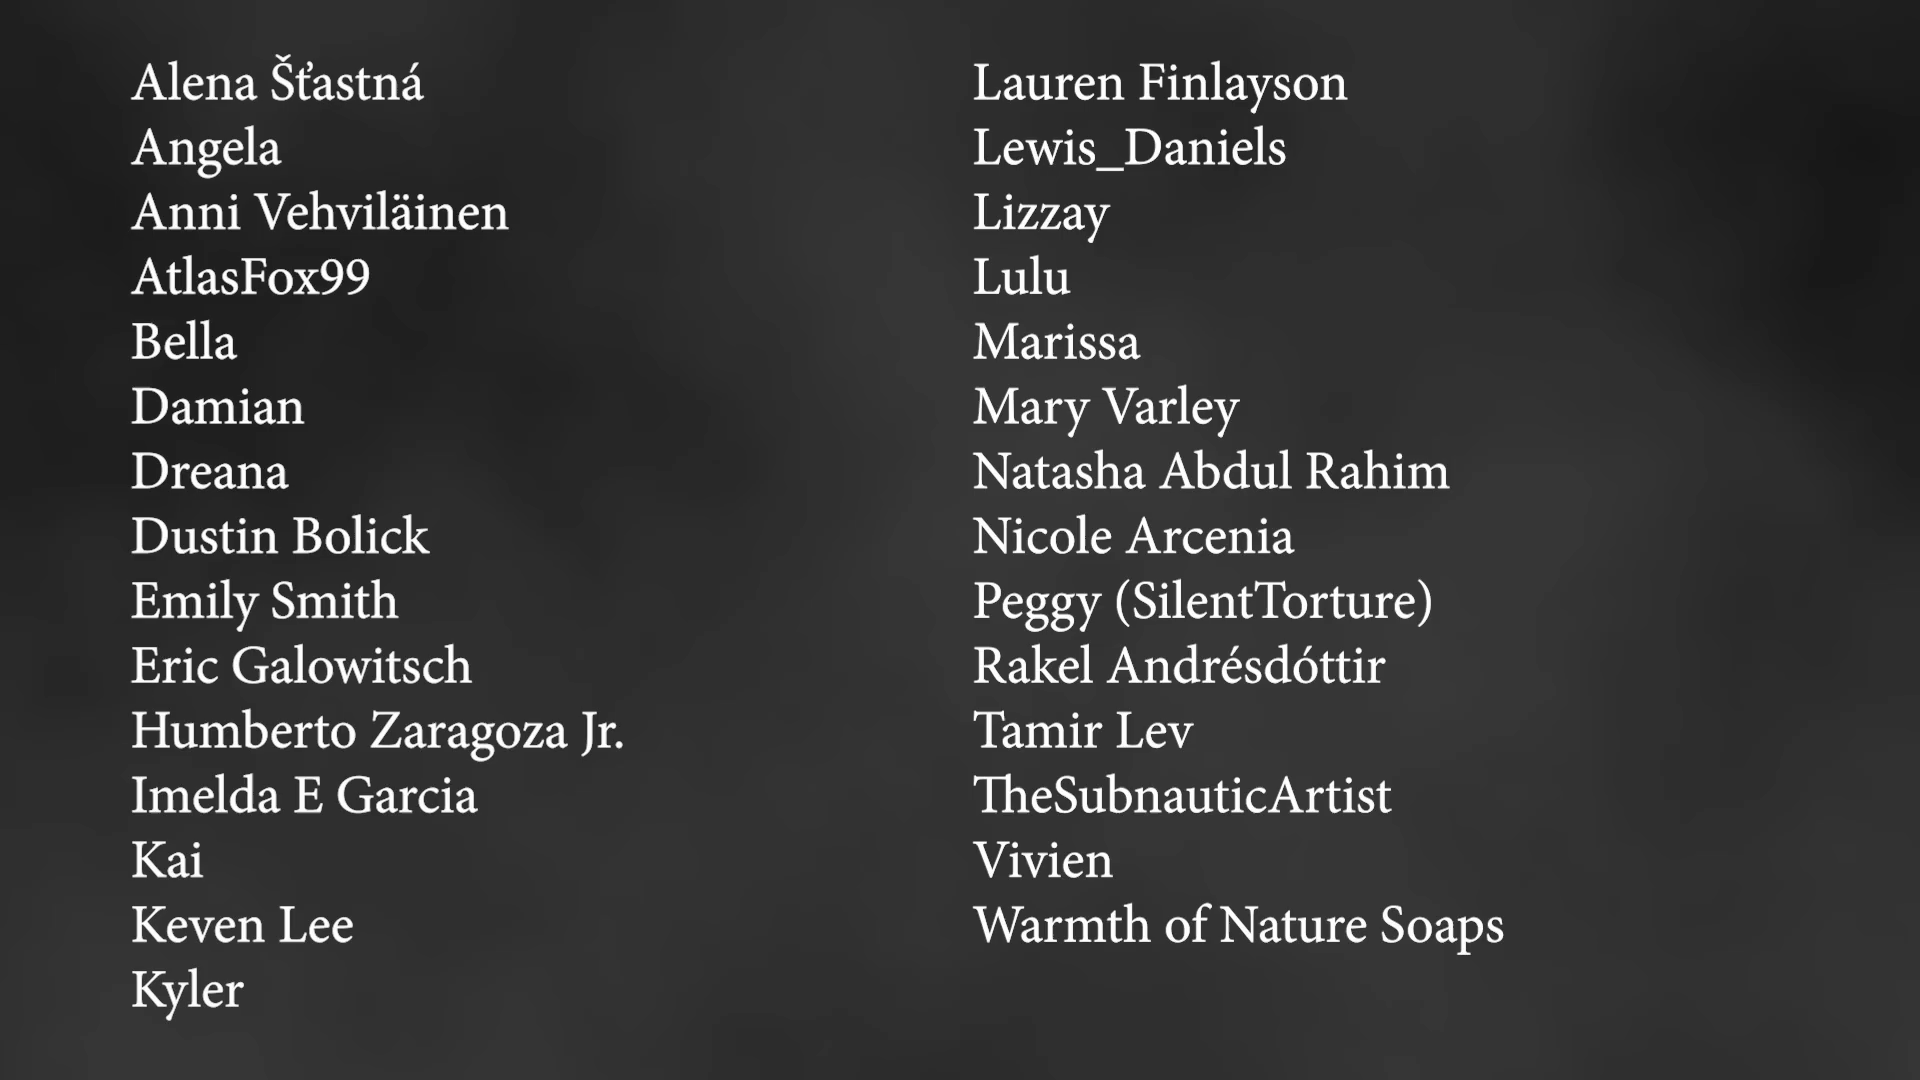 Alena Šťastná
Angela
Anni Vehviläinen
AtlasFox99
Bella
Damian
Dreana
Dustin Bolick
Emily Smith
Eric Galowitsch
Humberto Zaragoza Jr.
Imelda E Garcia
Kai
Keven Lee
Kyler
Lauren Finlayson
Lewis_Daniels
Lizzay
Lulu
Marissa
Mary Varley
Natasha Abdul Rahim
Nicole Arcenia
Peggy (SilentTorture)
Rakel Andrésdóttir
Tamir Lev
TheSubnauticArtist
Vivien
Warmth of Nature Soaps